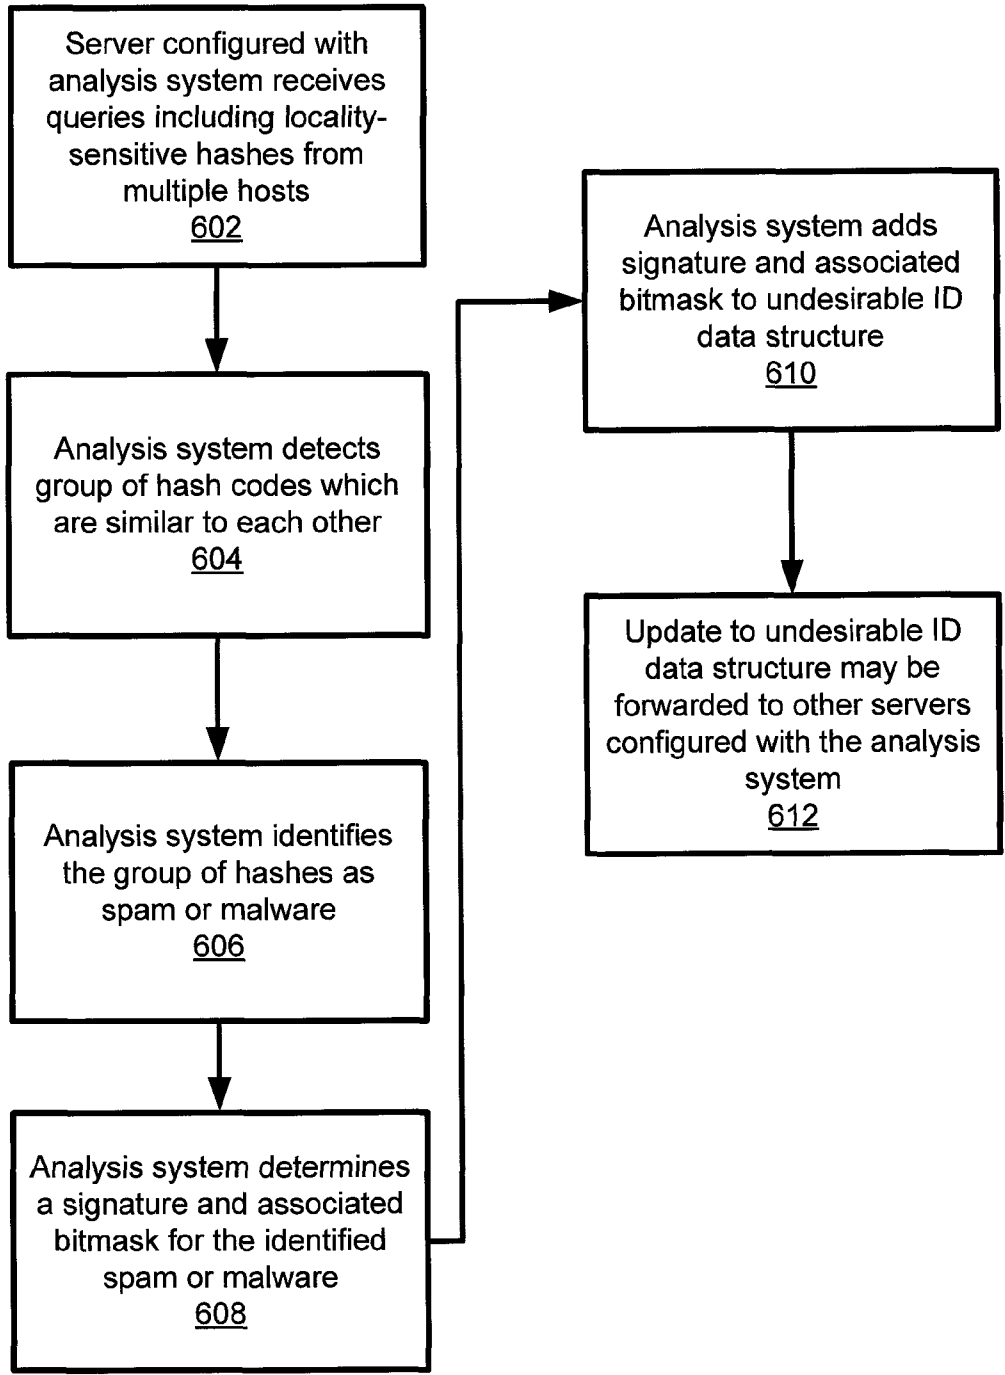 Server configured with
analysis system receives
queries including locality-
sensitive hashes from
multiple hosts
602
Analysis system detects
group of hash codes which
are similar to each other
604
Analysis system identifies
the group of hashes as
spam or malware
606
Analysis system determines
a signature and associated
bitmask for the identified
spam or malware
608
Analysis system adds
signature and associated
bitmask to undesirable ID
data structure
610
Update to undesirable ID
data structure may be
forwarded to other servers
configured with the analysis
system
612